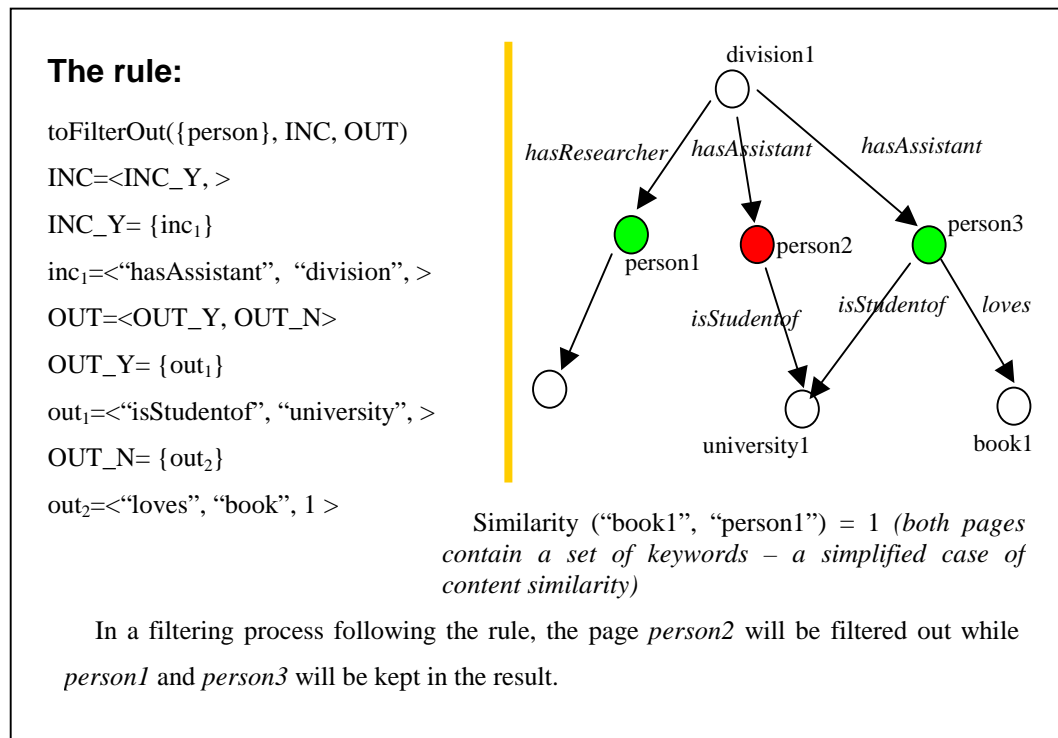 The rule:
toFilterOut({person}, INC, OUT)
INC=<INC_Y, >
INC_Y= {inc₁}
inc₁=<“hasAssistant”, “division”, >
OUT=<OUT_Y, OUT_N>
OUT_Y= {out₁}
out₁=<“isStudentof”, “university”, >
OUT_N= {out₂}
out₂=<“loves”, “book”, 1 >
division1
hasResearcher
hasAssistant
hasAssistant
person1
person2
person3
isStudentof
isStudentof
loves
university1
book1
Similarity (“book1”, “person1”) = 1 (both pages
contain a set of keywords – a simplified case of
content similarity)
In a filtering process following the rule, the page person2 will be filtered out while
person1 and person3 will be kept in the result.